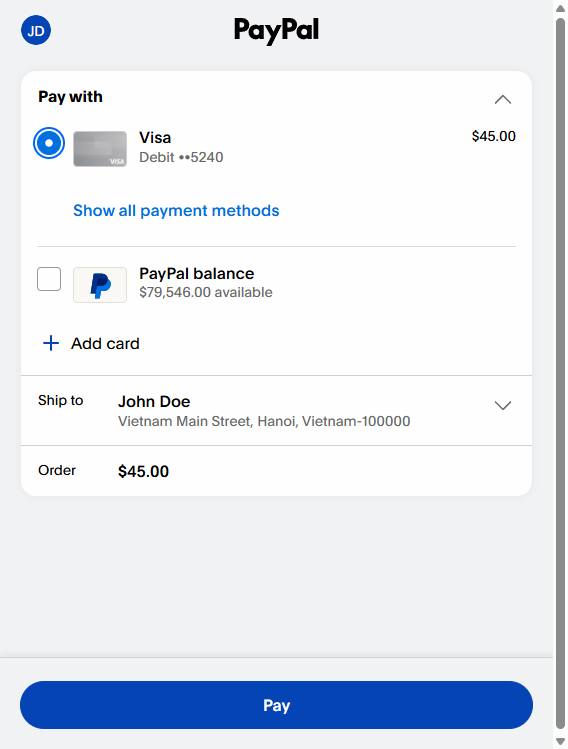 JD
PayPal
Pay with
Visa
$45.00
VISA
Debit ••5240
Show all payment methods
PayPal balance
$79,546.00 available
+ Add card
Ship to
John Doe
Vietnam Main Street, Hanoi, Vietnam-100000
Order
$45.00
Pay